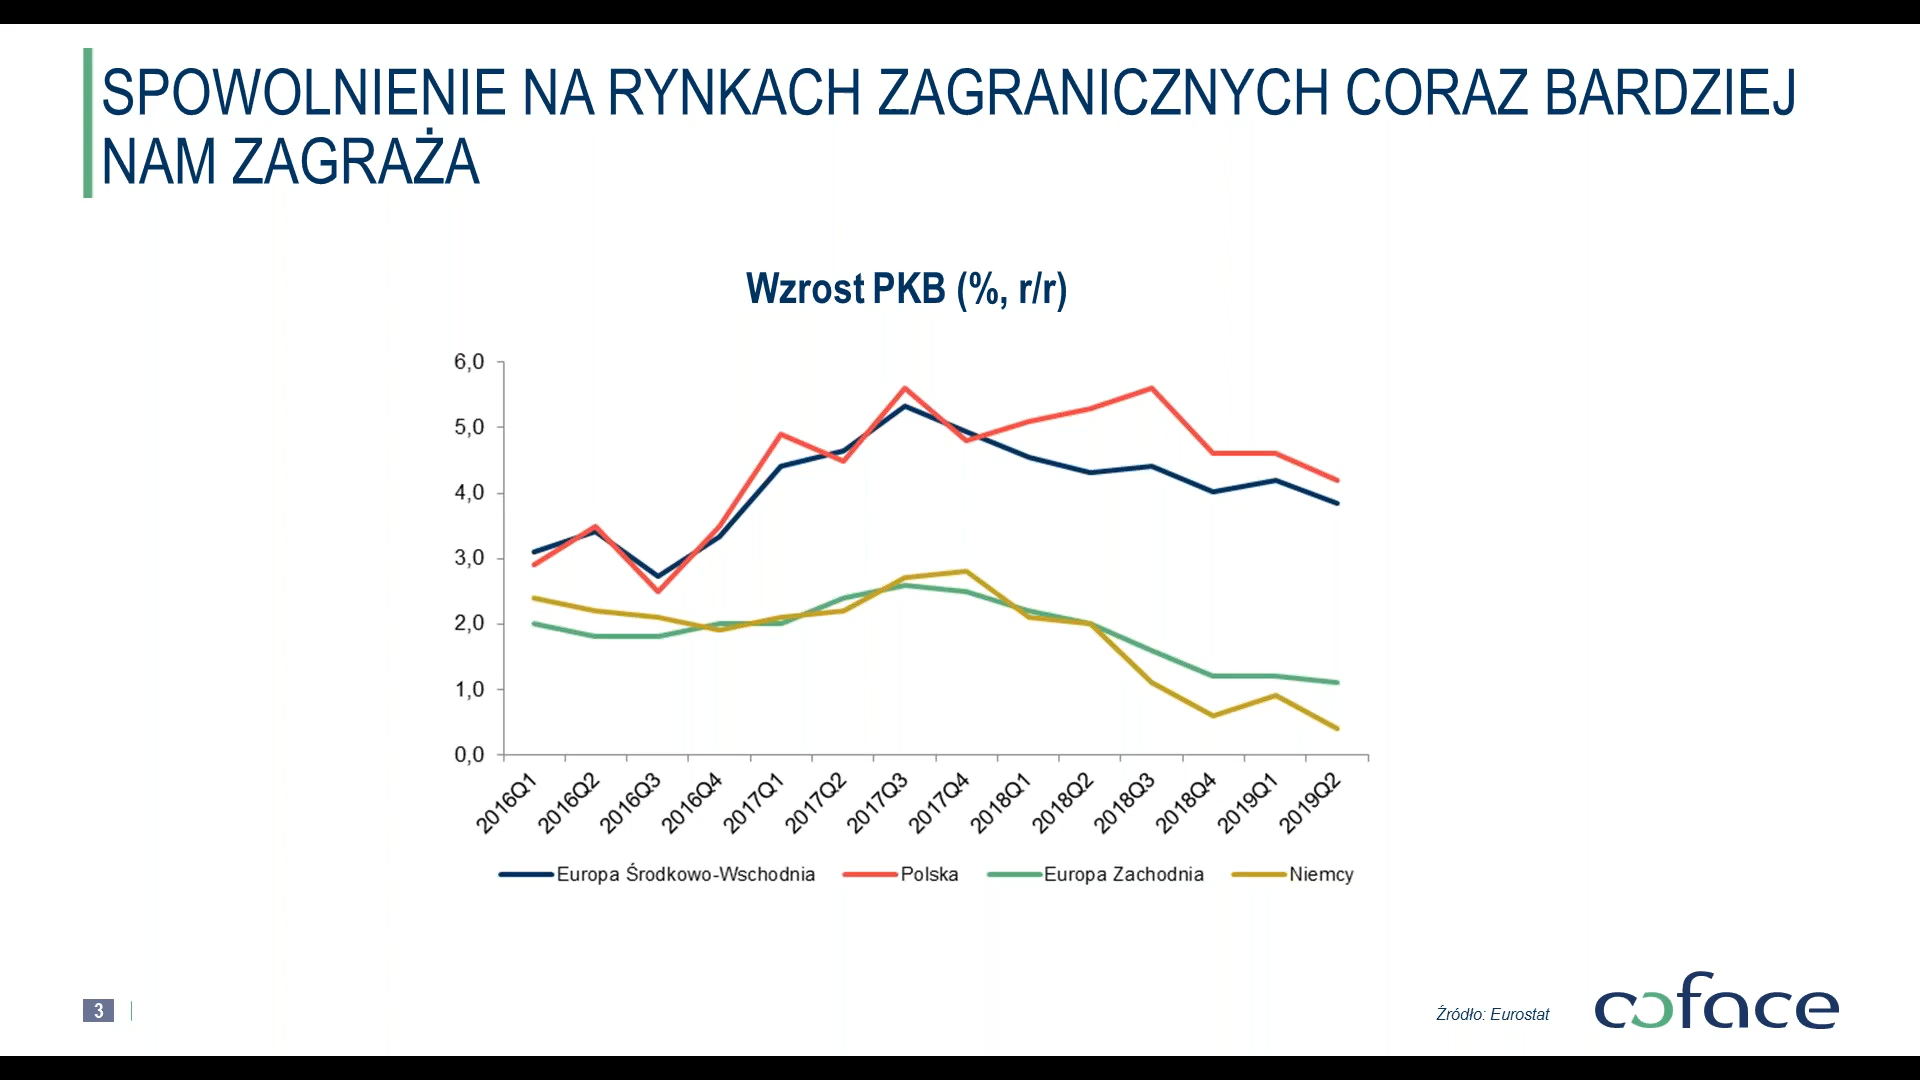 SPOWOLNIENIE NA RYNKACH ZAGRANICZNYCH CORAZ BARDZIEJ
NAM ZAGRAŻA
Wzrost PKB (%, r/r)
6,0
5,0
4,0
3,0
2,0
1,0
0,0
2016Q1
2016Q2
2016Q3
2016Q4
2017Q1
2017Q2
2017Q3
2017Q4
2018Q1
2018Q2
2018Q3
2018Q4
2019Q1
2019Q2
Europa Środkowo-Wschodnia Polska Europa Zachodnia Niemcy
3
Źródło: Eurostat
coface